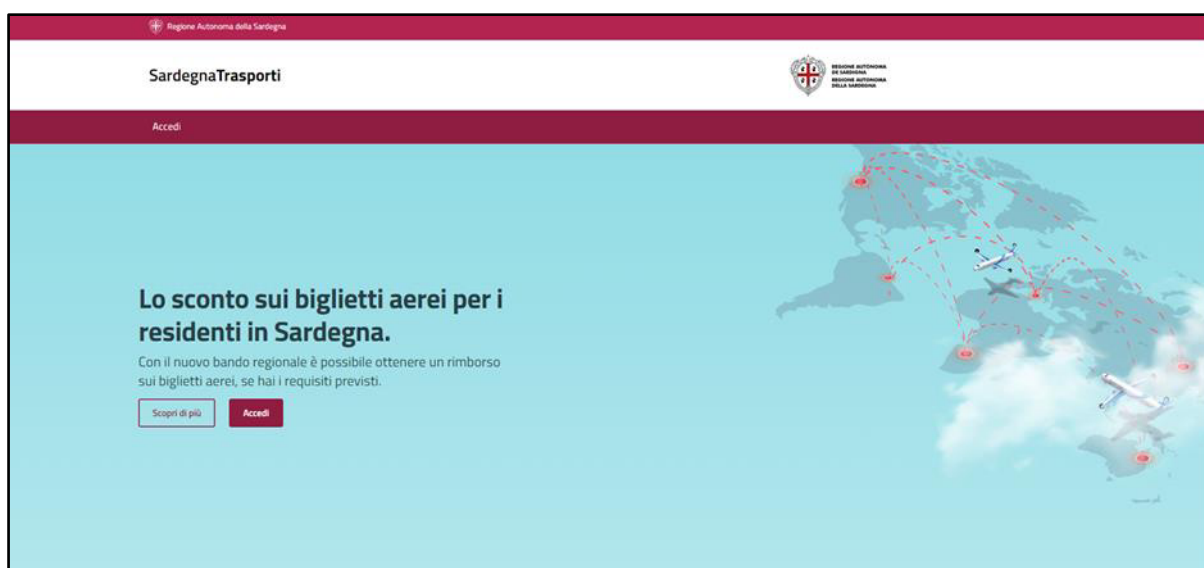 Regione Autonoma della Sardegna
SardegnaTrasporti
REGIONE AUTÒNOMA
DE SARDIGNA
REGIONE AUTONOMA
DELLA SARDEGNA
Accedi
Lo sconto sui biglietti aerei per i
residenti in Sardegna.
Con il nuovo bando regionale è possibile ottenere un rimborso
sui biglietti aerei, se hai i requisiti previsti.
Scopri di più
Accedi